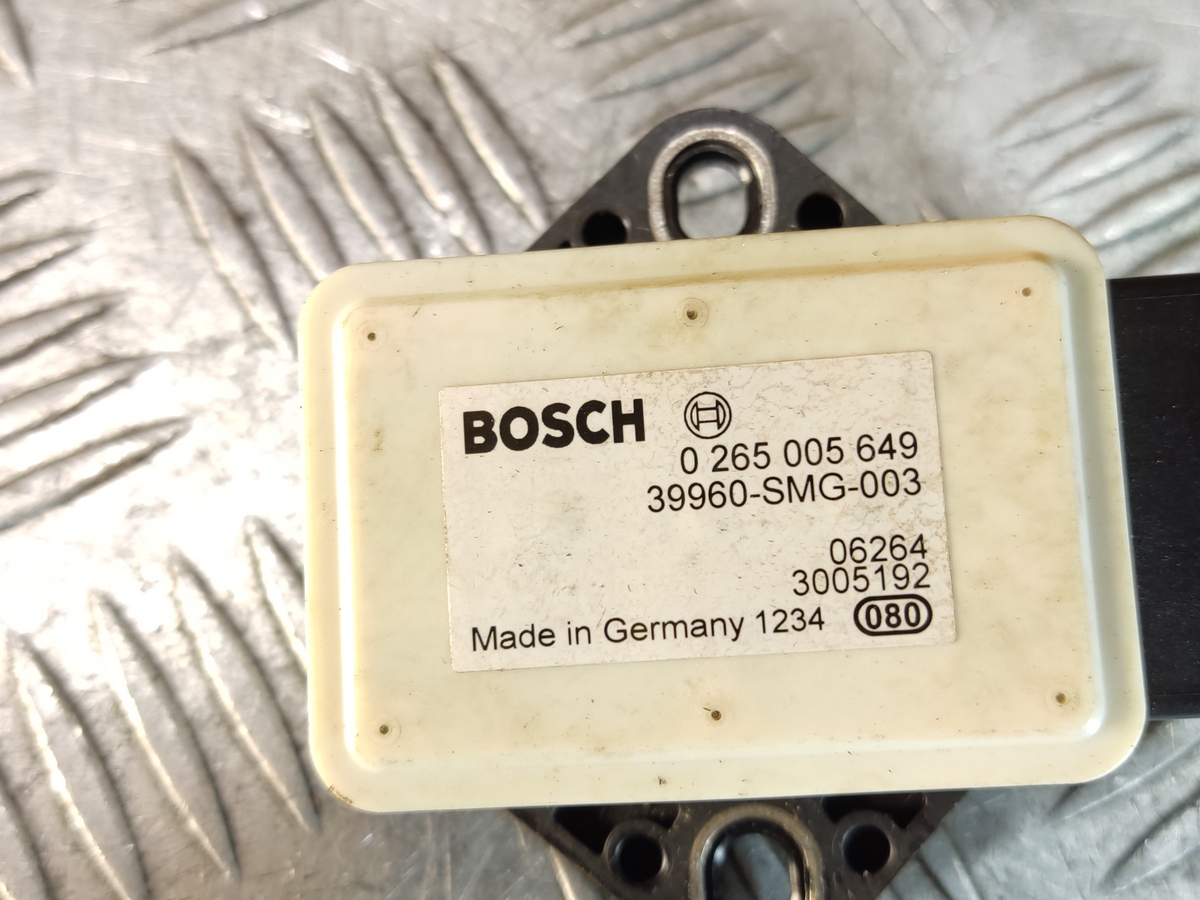 BOSCH
0 265 005 649
39960-SMG-003
06264
3005192
Made in Germany 1234 080